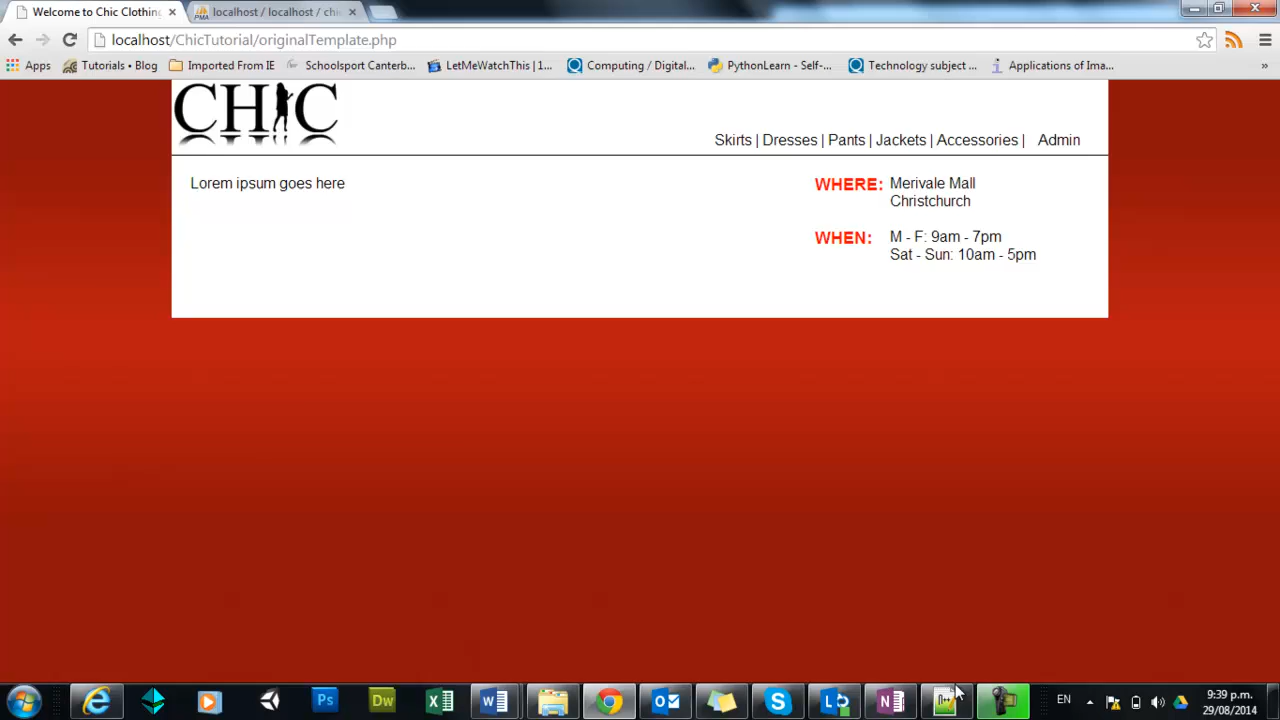 Welcome to Chic Clothing
localhost / localhost / chi
localhost/ChicTutorial/originalTemplate.php
Apps
Tutorials • Blog
Imported From IE
Schoolsport Canterb...
LetMeWatchThis | 1...
Computing / Digital...
PythonLearn - Self-...
Technology subject ...
Applications of Ima...
»
CHIC
Skirts | Dresses | Pants | Jackets | Accessories | Admin
Lorem ipsum goes here
WHERE: Merivale Mall
Christchurch
WHEN: M - F: 9am - 7pm
Sat - Sun: 10am - 5pm
EN
9:39 p.m.
29/08/2014